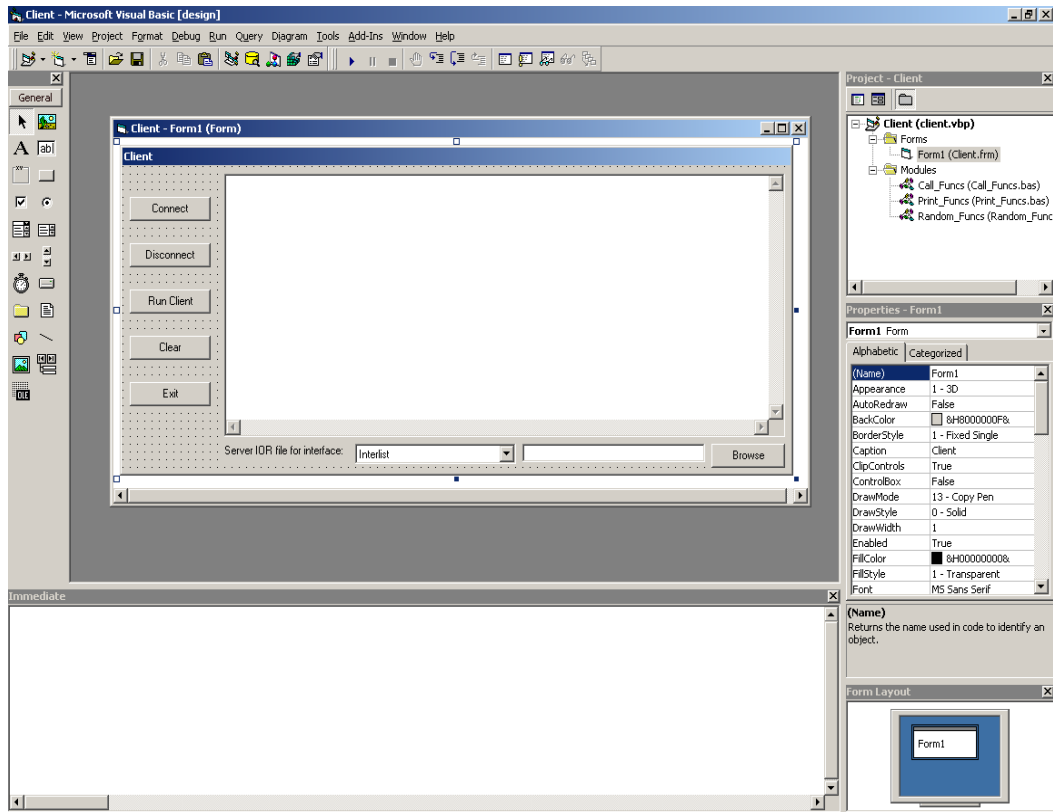 Client - Microsoft Visual Basic [design]
File Edit View Project Format Debug Run Query Diagram Tools Add-Ins Window Help
General
A
ab|
xv
OLE
Client - Form1 (Form)
Client
Connect
Disconnect
Run Client
Clear
Exit
Server IOR file for interface:
Interlist
Browse
Immediate
Project - Client
Client (client.vbp)
Forms
Form1 (Client.frm)
Modules
Call_Funcs (Call_Funcs.bas)
Print_Funcs (Print_Funcs.bas)
Random_Funcs (Random_Func
Properties - Form1
Form1 Form
Alphabetic Categorized
(Name) Form1
Appearance 1 - 3D
AutoRedraw False
BackColor &H8000000F&
BorderStyle 1 - Fixed Single
Caption Client
ClipControls True
ControlBox False
DrawMode 13 - Copy Pen
DrawStyle 0 - Solid
DrawWidth 1
Enabled True
FillColor &H00000000&
FillStyle 1 - Transparent
Font MS Sans Serif
(Name)
Returns the name used in code to identify an
object.
Form Layout
Form1